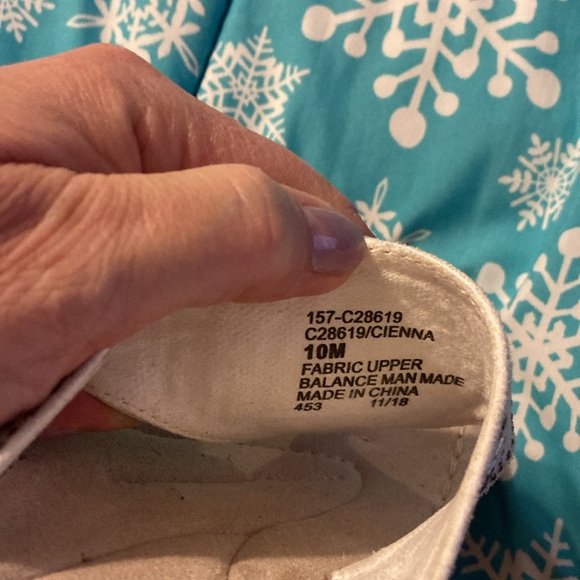 157-C28619
C28619/CIENNA
10M
FABRIC UPPER
BALANCE MAN MADE
MADE IN CHINA
453 11/18